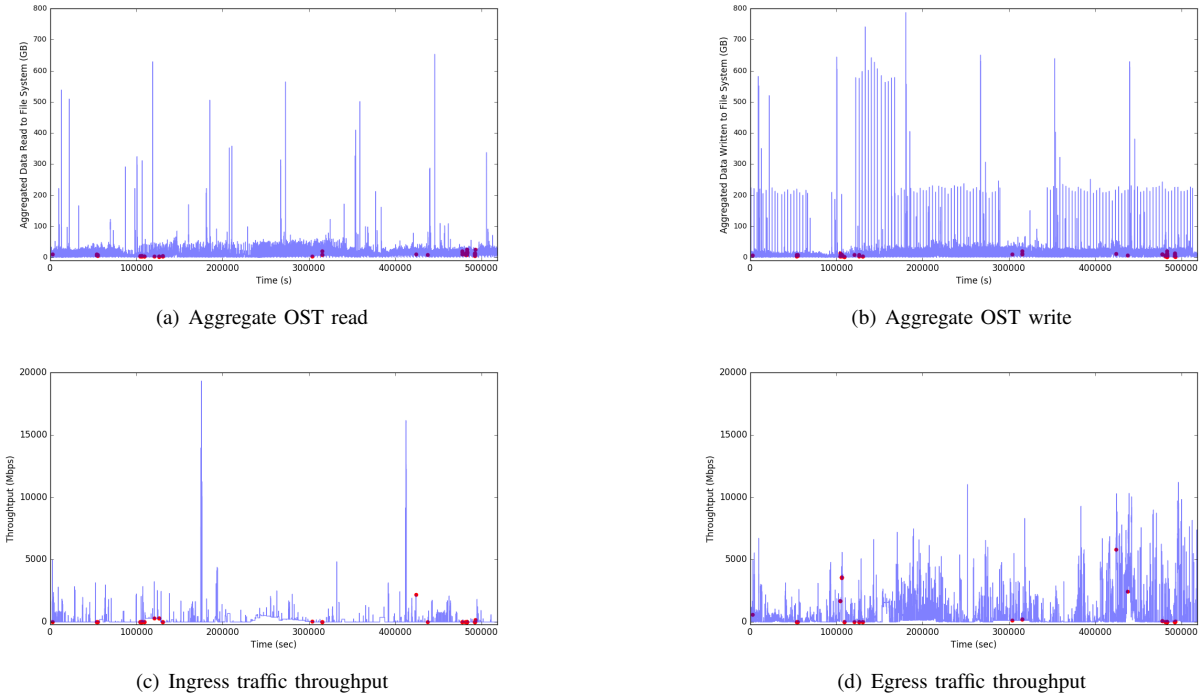 800
700
600
500
400
300
200
100
0
Aggregated Data Read to File System (GB)
0 100000 200000 300000 400000 500000
Time (s)
(a) Aggregate OST read
800
700
600
500
400
300
200
100
0
Aggregated Data Written to File System (GB)
0 100000 200000 300000 400000 500000
Time (s)
(b) Aggregate OST write
20000
15000
10000
5000
0
Throughtput (Mbps)
0 100000 200000 300000 400000 500000
Time (sec)
(c) Ingress traffic throughput
20000
15000
10000
5000
0
Throughtput (Mbps)
0 100000 200000 300000 400000 500000
Time (sec)
(d) Egress traffic throughput